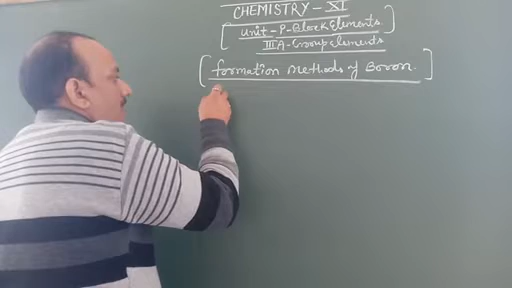 CHEMISTRY - XI
[Unit - P-Block Elements.]
IIIA-Group Elements
[formation Methods of Boron.]